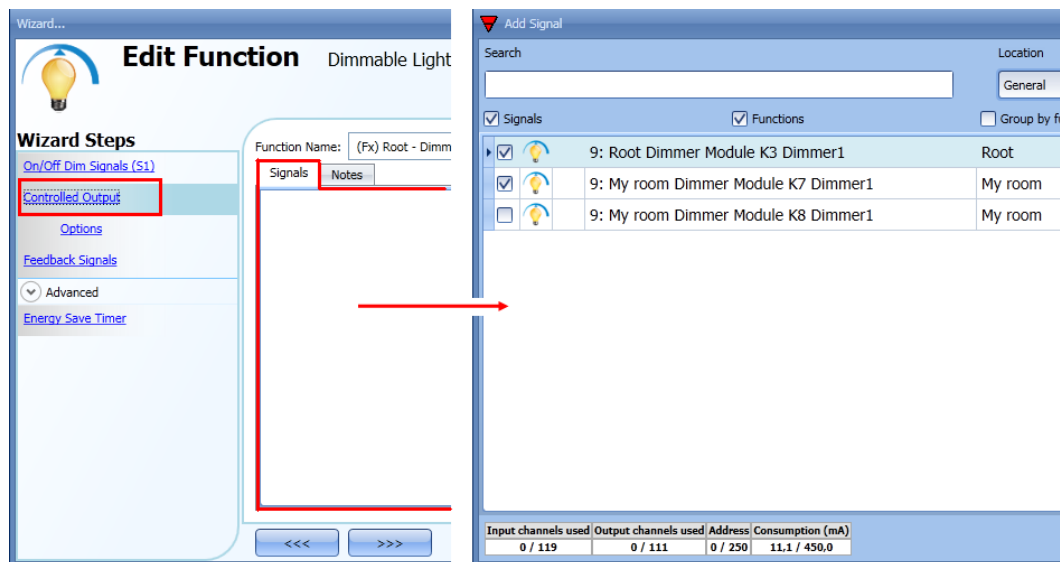 Wizard...
Edit Function Dimmable Light
Wizard Steps
On/Off Dim Signals (S1)
Controlled Output
Options
Feedback Signals
Advanced
Energy Save Timer
Function Name: (Fx) Root - Dimm
Signals Notes
<<< >>>
Add Signal
Search Location
General
Signals Functions Group by f
9: Root Dimmer Module K3 Dimmer1 Root
9: My room Dimmer Module K7 Dimmer1 My room
9: My room Dimmer Module K8 Dimmer1 My room
Input channels used Output channels used Address Consumption (mA)
0 / 119 0 / 111 0 / 250 11,1 / 450,0